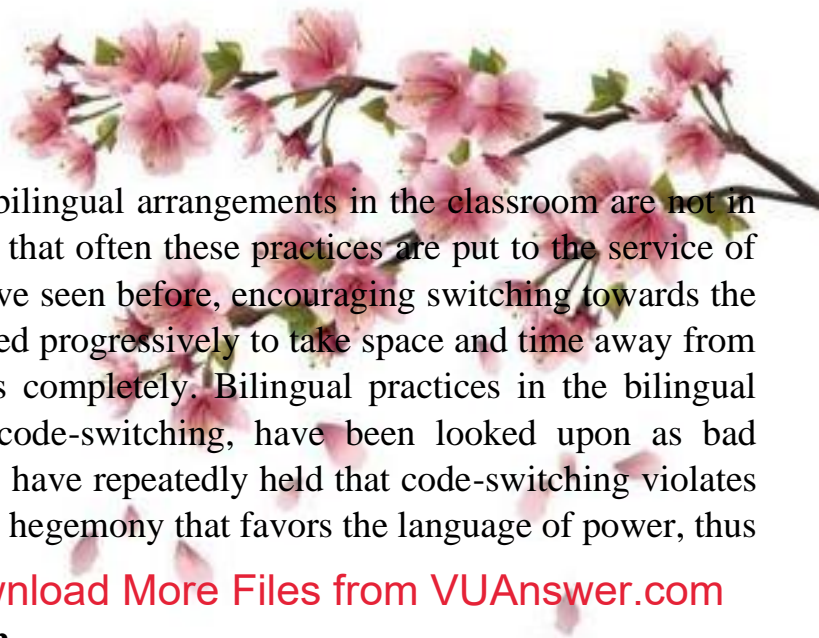 bilingual arrangements in the classroom are not in
that often these practices are put to the service of
ve seen before, encouraging switching towards the
ed progressively to take space and time away from
s completely. Bilingual practices in the bilingual
code-switching, have been looked upon as bad
have repeatedly held that code-switching violates
hegemony that favors the language of power, thus
wnload More Files from VUAnswer.com